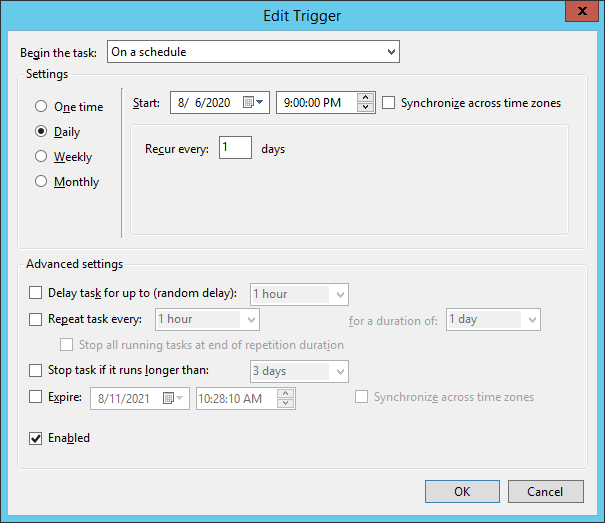 Edit Trigger
x
Begin the task: On a schedule
Settings
One time
Start: 8/ 6/2020 9:00:00 PM Synchronize across time zones
Daily
Recur every: 1 days
Weekly
Monthly
Advanced settings
Delay task for up to (random delay): 1 hour
Repeat task every: 1 hour for a duration of: 1 day
Stop all running tasks at end of repetition duration
Stop task if it runs longer than: 3 days
Expire: 8/11/2021 10:28:10 AM Synchronize across time zones
Enabled
OK Cancel